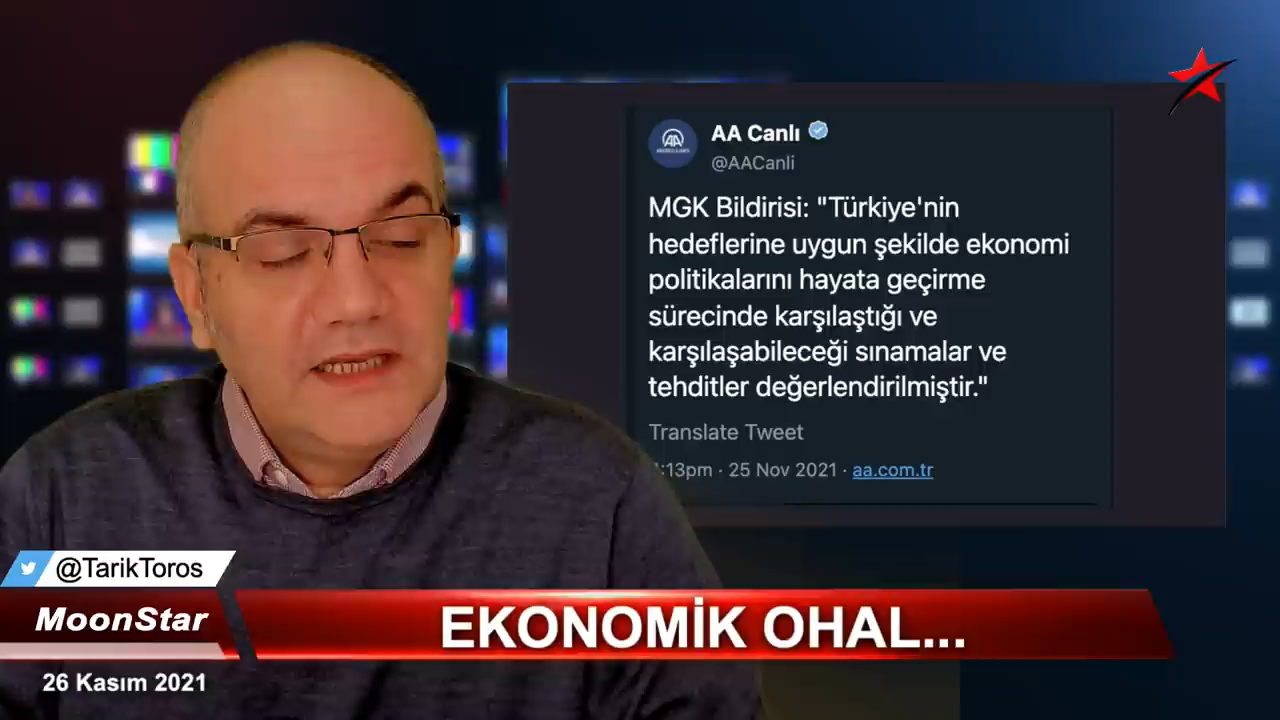 AA Canlı
@AACanli
MGK Bildirisi: "Türkiye'nin
hedeflerine uygun şekilde ekonomi
politikalarını hayata geçirme
sürecinde karşılaştığı ve
karşılaşabileceği sınamalar ve
tehditler değerlendirilmiştir."
Translate Tweet
:13pm · 25 Nov 2021 · aa.com.tr
@TarikToros
MoonStar
EKONOMİK OHAL...
26 Kasım 2021